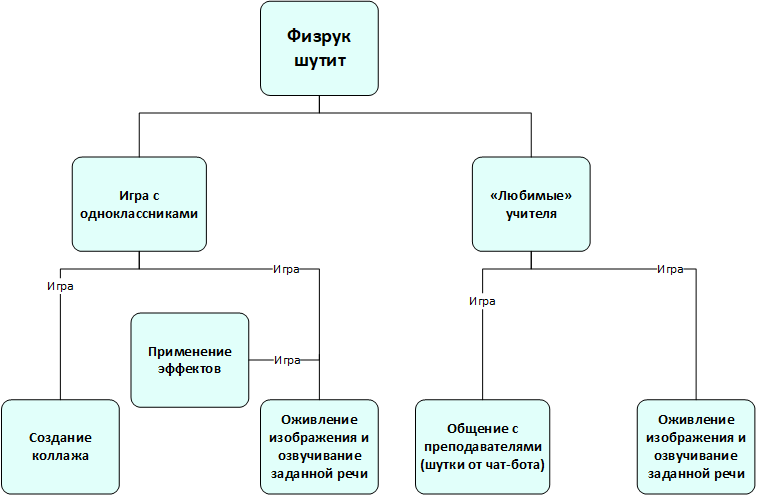 Физрук
шутит
Игра с
одноклассниками
«Любимые»
учителя
Игра
Игра
Игра
Игра
Игра
Применение
эффектов
Создание
коллажа
Оживление
изображения и
озвучивание
заданной речи
Общение с
преподавателями
(шутки от чат-бота)
Оживление
изображения и
озвучивание
заданной речи